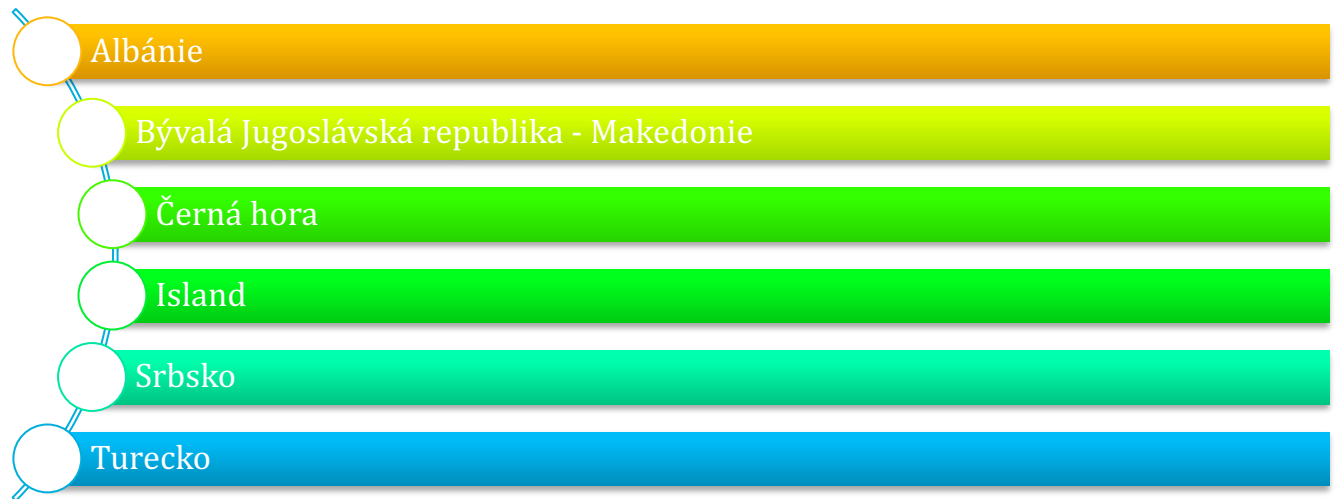 Albánie
Bývalá Jugoslávská republika - Makedonie
Černá hora
Island
Srbsko
Turecko